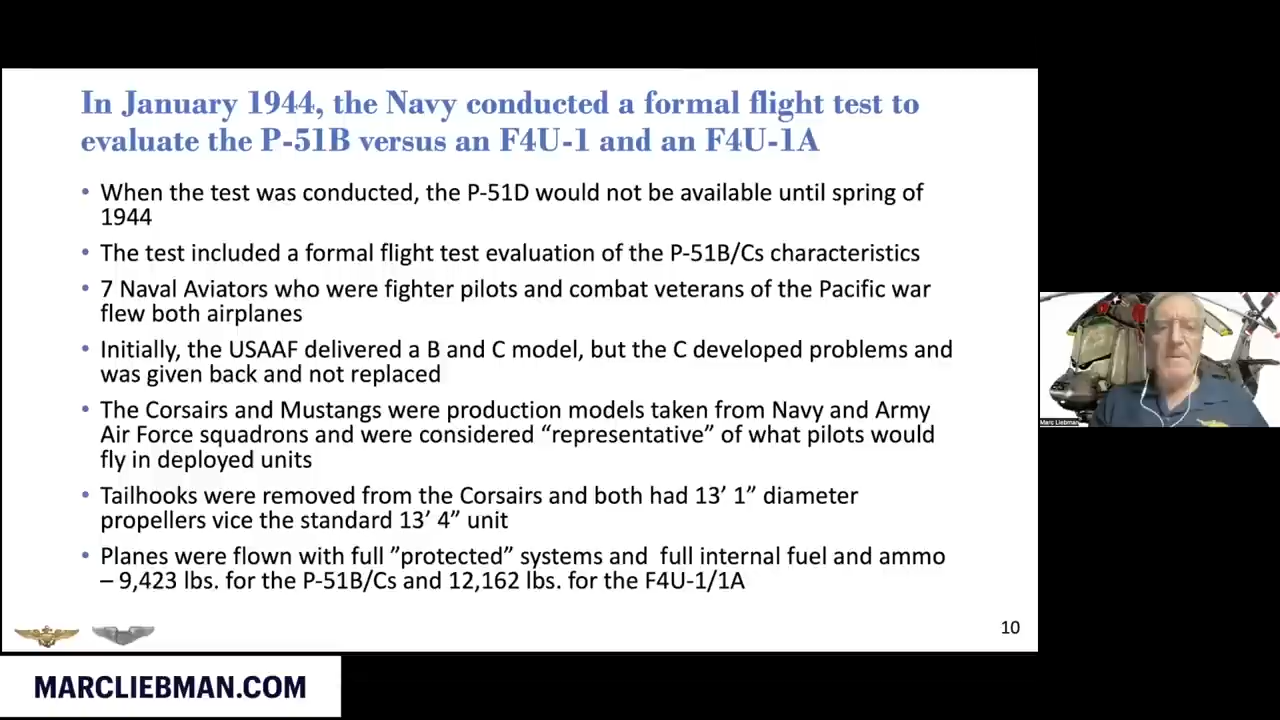 In January 1944, the Navy conducted a formal flight test to
evaluate the P-51B versus an F4U-1 and an F4U-1A
• When the test was conducted, the P-51D would not be available until spring of
1944
• The test included a formal flight test evaluation of the P-51B/Cs characteristics
• 7 Naval Aviators who were fighter pilots and combat veterans of the Pacific war
flew both airplanes
• Initially, the USAAF delivered a B and C model, but the C developed problems and
was given back and not replaced
• The Corsairs and Mustangs were production models taken from Navy and Army
Air Force squadrons and were considered “representative” of what pilots would
fly in deployed units
• Tailhooks were removed from the Corsairs and both had 13’ 1” diameter
propellers vice the standard 13’ 4” unit
• Planes were flown with full ”protected” systems and  full internal fuel and ammo
– 9,423 lbs. for the P-51B/Cs and 12,162 lbs. for the F4U-1/1A
10
Marc Liebman
MARCLIEBMAN.COM